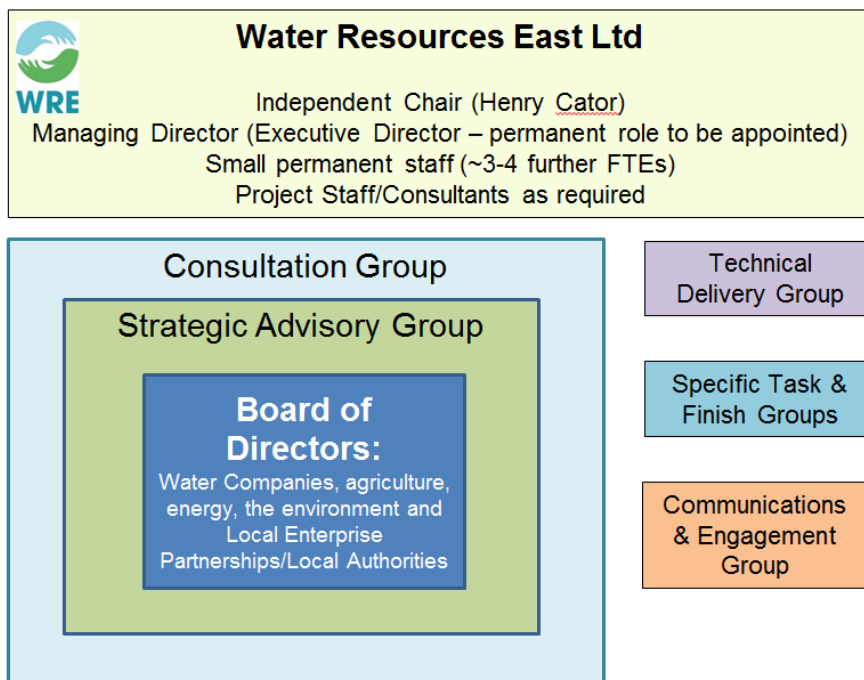 Water Resources East Ltd
WRE
Independent Chair (Henry Cator)
Managing Director (Executive Director – permanent role to be appointed)
Small permanent staff (~3-4 further FTEs)
Project Staff/Consultants as required
Consultation Group
Strategic Advisory Group
Board of
Directors:
Water Companies, agriculture,
energy, the environment and
Local Enterprise
Partnerships/Local Authorities
Technical
Delivery Group
Specific Task &
Finish Groups
Communications
& Engagement
Group